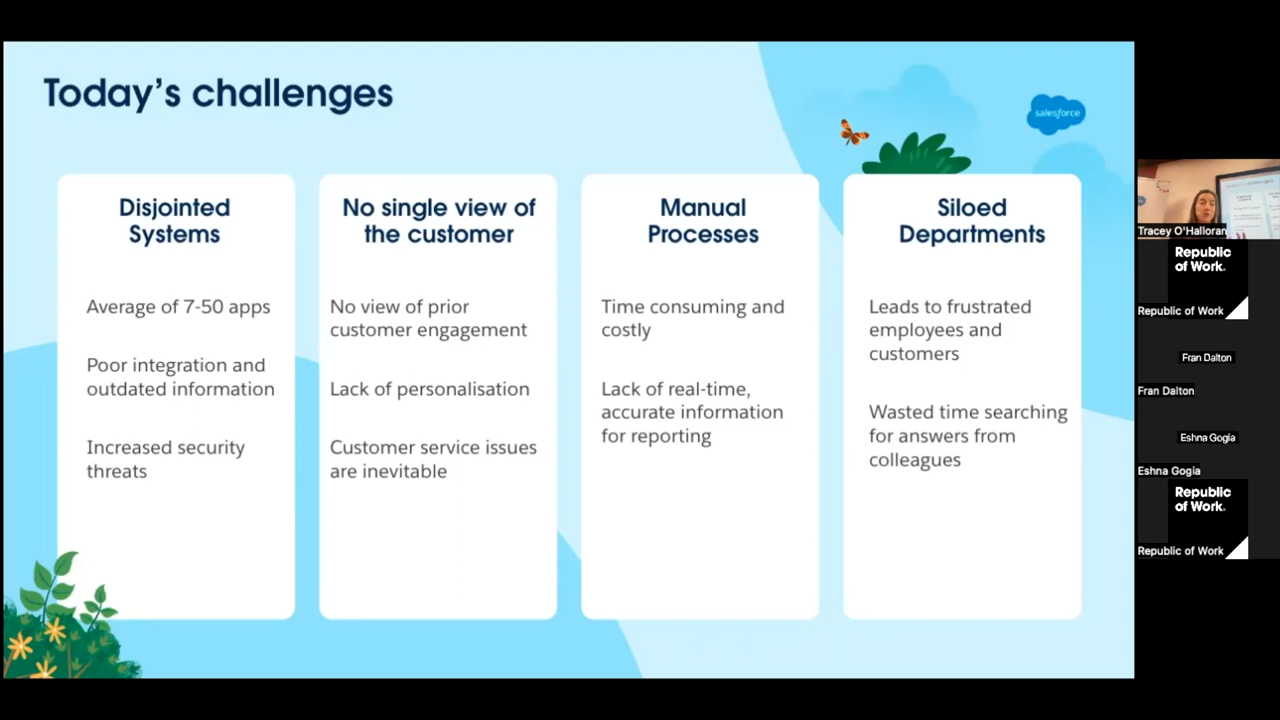 Today's challenges
salesforce
Disjointed
Systems
Average of 7-50 apps
Poor integration and
outdated information
Increased security
threats
No single view of
the customer
No view of prior
customer engagement
Lack of personalisation
Customer service issues
are inevitable
Manual
Processes
Time consuming and
costly
Lack of real-time,
accurate information
for reporting
Siloed
Departments
Leads to frustrated
employees and
customers
Wasted time searching
for answers from
colleagues
Tracey O'Halloran
Republic
of Work.
Republic of Work
Fran Dalton
Fran Dalton
Eshna Gogia
Eshna Gogia
Republic
of Work.
Republic of Work